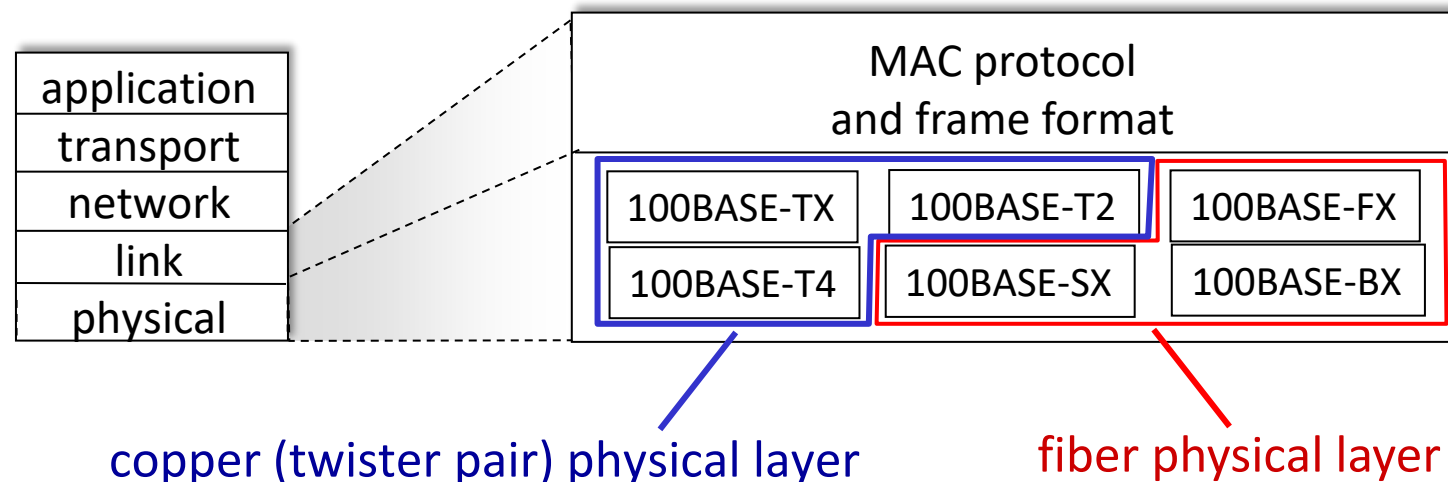 application
transport
network
link
physical
MAC protocol
and frame format
100BASE-TX
100BASE-T2
100BASE-FX
100BASE-T4
100BASE-SX
100BASE-BX
copper (twister pair) physical layer
fiber physical layer